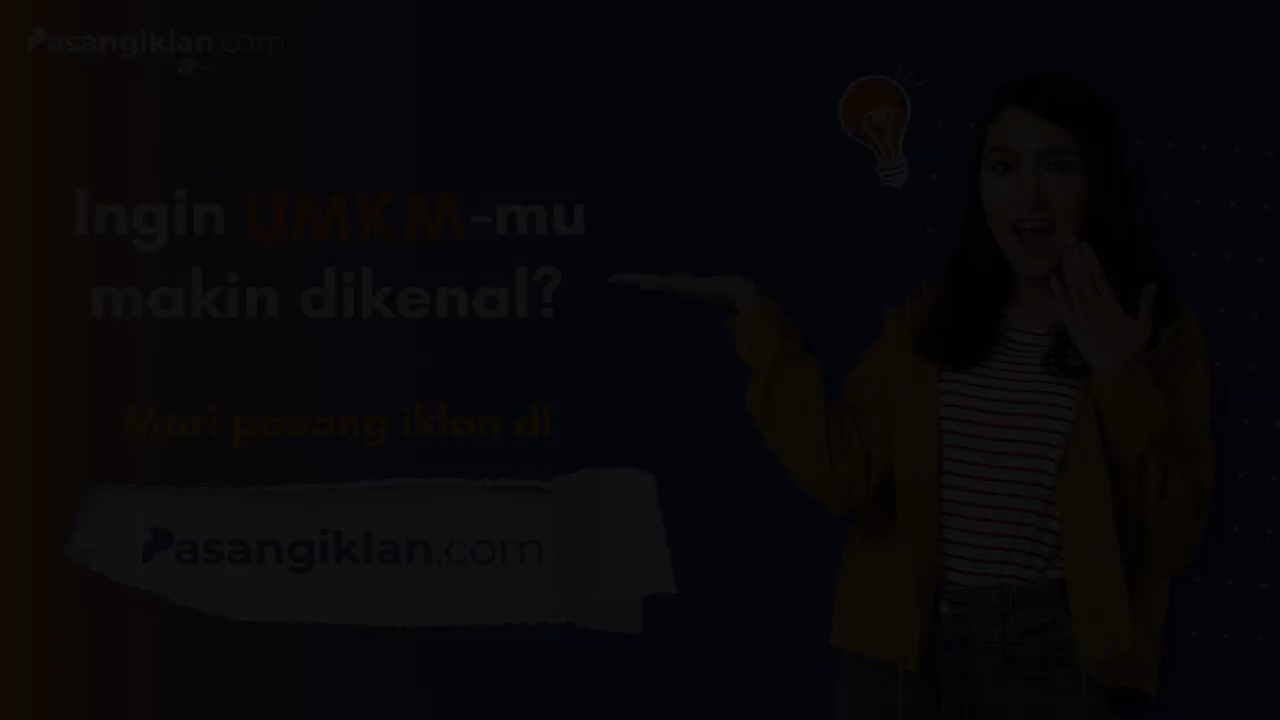 Pasangiklan.com
Ingin UMKM-mu
makin dikenal?
Mari pasang iklan di
Pasangiklan.com